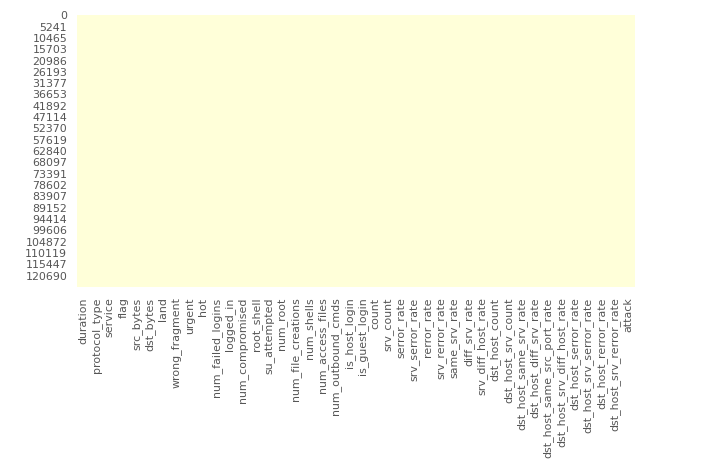 0
5241
10465
15703
20986
26193
31377
36653
41892
47114
52370
57619
62840
68097
73391
78602
83907
89152
94414
99606
104872
110119
115447
120690
duration
protocol_type
service
flag
src_bytes
dst_bytes
land
wrong_fragment
urgent
hot
num_failed_logins
logged_in
num_compromised
root_shell
su_attempted
num_root
num_file_creations
num_shells
num_access_files
num_outbound_cmds
is_host_login
is_guest_login
count
srv_count
serror_rate
srv_serror_rate
rerror_rate
srv_rerror_rate
same_srv_rate
diff_srv_rate
srv_diff_host_rate
dst_host_count
dst_host_srv_count
dst_host_same_srv_rate
dst_host_diff_srv_rate
dst_host_same_src_port_rate
dst_host_srv_diff_host_rate
dst_host_serror_rate
dst_host_srv_serror_rate
dst_host_rerror_rate
dst_host_srv_rerror_rate
attack